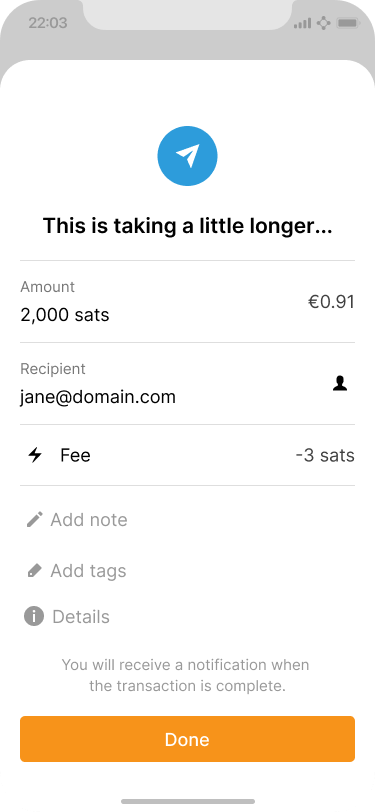 22:03
This is taking a little longer...
Amount
2,000 sats
€0.91
Recipient
jane@domain.com
Fee
-3 sats
Add note
Add tags
Details
You will receive a notification when
the transaction is complete.
Done